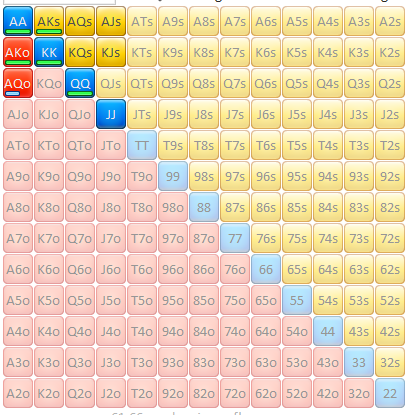 AA AKs AQs AJs ATs A9s A8s A7s A6s A5s A4s A3s A2s
AKo KK KQs KJs KTs K9s K8s K7s K6s K5s K4s K3s K2s
AQo KQo QQ QJs QTs Q9s Q8s Q7s Q6s Q5s Q4s Q3s Q2s
AJo KJo QJo JJ JTs J9s J8s J7s J6s J5s J4s J3s J2s
ATo KTo QTo JTo TT T9s T8s T7s T6s T5s T4s T3s T2s
A9o K9o Q9o J9o T9o 99 98s 97s 96s 95s 94s 93s 92s
A8o K8o Q8o J8o T8o 98o 88 87s 86s 85s 84s 83s 82s
A7o K7o Q7o J7o T7o 97o 87o 77 76s 75s 74s 73s 72s
A6o K6o Q6o J6o T6o 96o 86o 76o 66 65s 64s 63s 62s
A5o K5o Q5o J5o T5o 95o 85o 75o 65o 55 54s 53s 52s
A4o K4o Q4o J4o T4o 94o 84o 74o 64o 54o 44 43s 42s
A3o K3o Q3o J3o T3o 93o 83o 73o 63o 53o 43o 33 32s
A2o K2o Q2o J2o T2o 92o 82o 72o 62o 52o 42o 32o 22